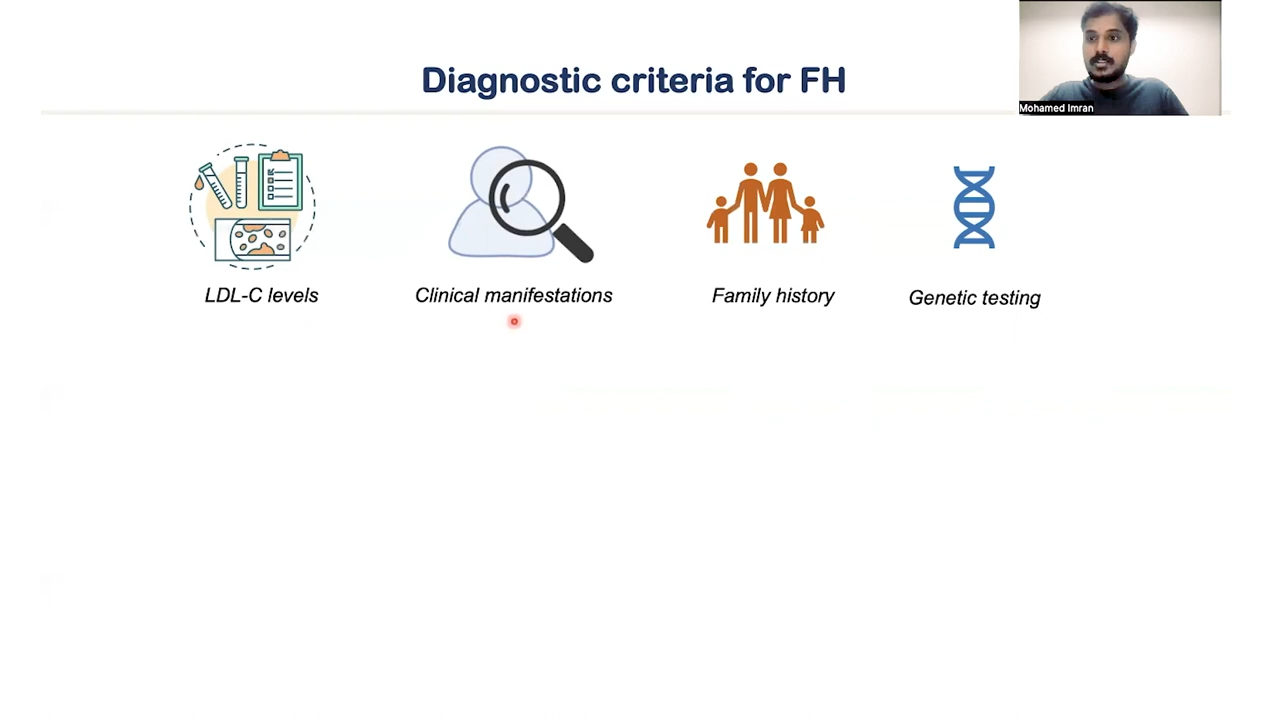 Diagnostic criteria for FH
Mohamed Imran
LDL-C levels
Clinical manifestations
Family history
Genetic testing